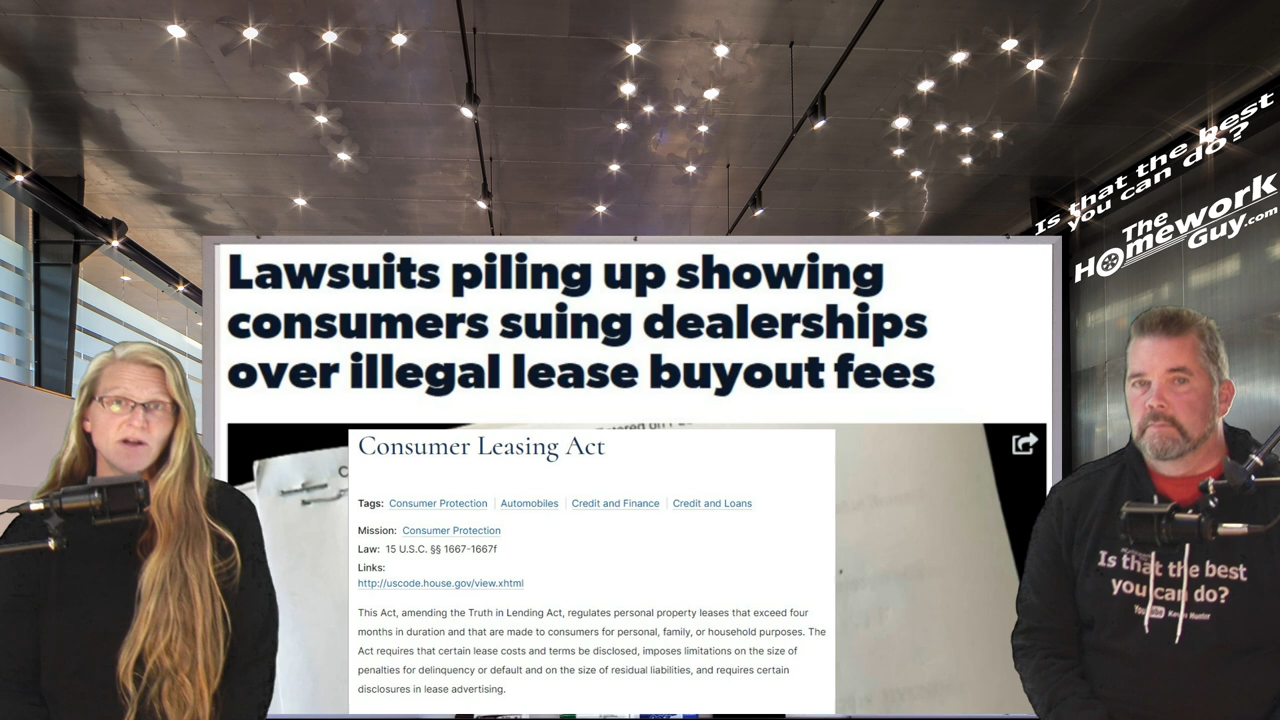 Is that the best
you can do?
The
Homework
Guy.com
Lawsuits piling up showing
consumers suing dealerships
over illegal lease buyout fees
Consumer Leasing Act
Tags: Consumer Protection Automobiles Credit and Finance Credit and Loans
Mission: Consumer Protection
Law: 15 U.S.C. §§ 1667-1667f
Links:
http://uscode.house.gov/view.xhtml
This Act, amending the Truth in Lending Act, regulates personal property leases that exceed four
months in duration and that are made to consumers for personal, family, or household purposes. The
Act requires that certain lease costs and terms be disclosed, imposes limitations on the size of
penalties for delinquency or default and on the size of residual liabilities, and requires certain
disclosures in lease advertising.
Is that the best
you can do?
YouTube Kevin Hunter